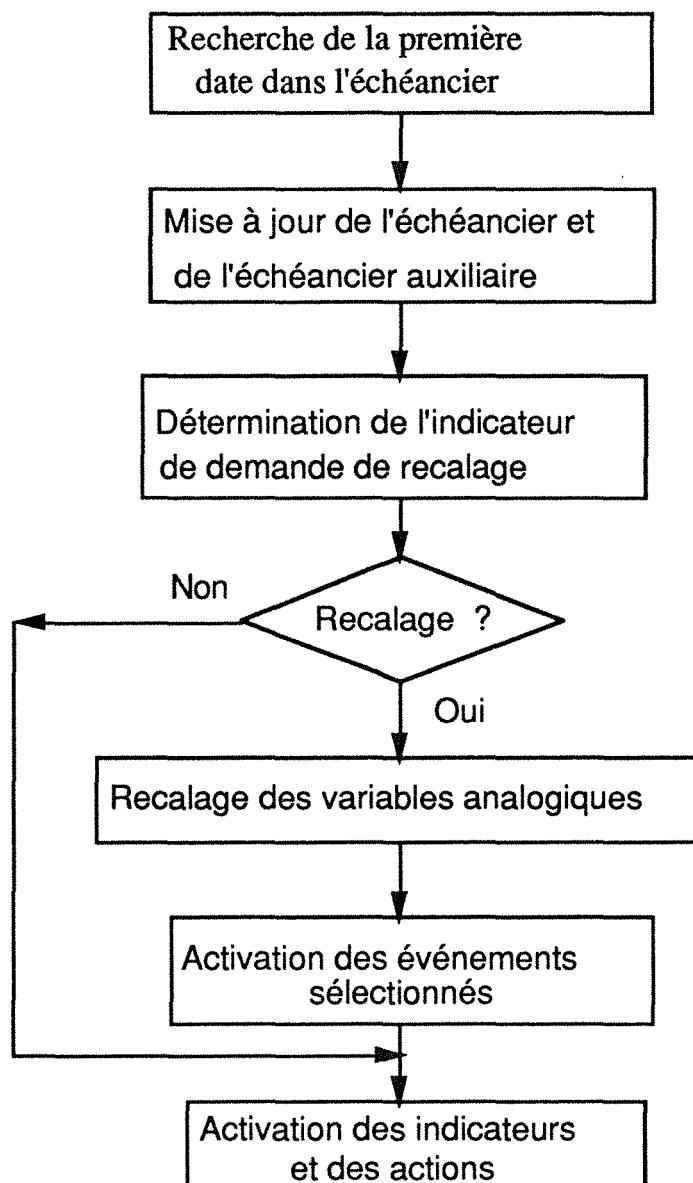 Recherche de la première
date dans l'échéancier
Mise à jour de l'échéancier et
de l'échéancier auxiliaire
Détermination de l'indicateur
de demande de recalage
Non
Recalage ?
Oui
Recalage des variables analogiques
Activation des événements
sélectionnés
Activation des indicateurs
et des actions